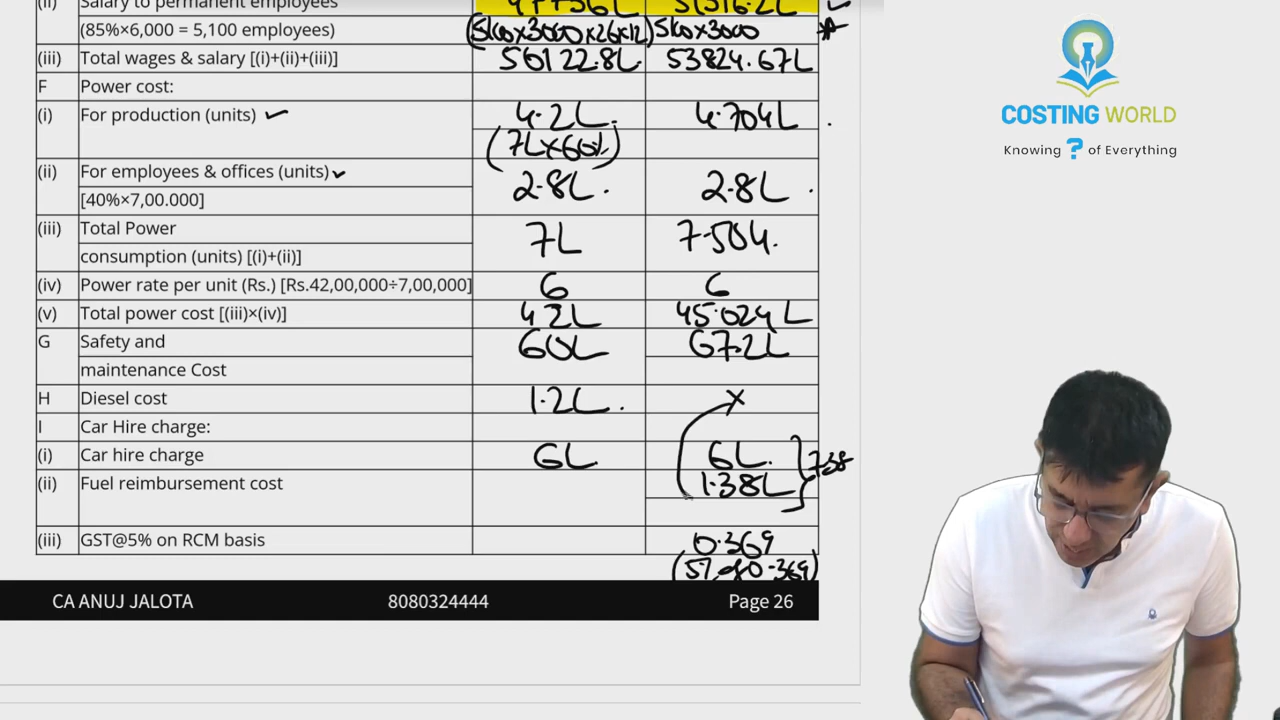 (ii) Salary to permanent employees 47736L 51516.2L
(85%×6,000 = 5,100 employees) (5100×3000×26×12) 5100×3000
(iii) Total wages & salary [(i)+(ii)+(iii)] 50122.8L 53824.67L
F Power cost:
(i) For production (units) ✓ 4.2L. 4.704L .
(7L×60%)
(ii) For employees & offices (units) ✓ 2.8L. 2.8L .
[40%×7,00.000]
(iii) Total Power 7L 7.504.
consumption (units) [(i)+(ii)]
(iv) Power rate per unit (Rs.) [Rs.42,00,000÷7,00,000] 6 6
(v) Total power cost [(iii)×(iv)] 42L 45.024L
G Safety and 60L 67.2L
maintenance Cost
H Diesel cost 1.2L. ×
I Car Hire charge:
(i) Car hire charge 6L 6L. 7.38
(ii) Fuel reimbursement cost 1.38L
(iii) GST@5% on RCM basis 0.369
CA ANUJ JALOTA 8080324444 Page 26
COSTING WORLD
Knowing ? of Everything